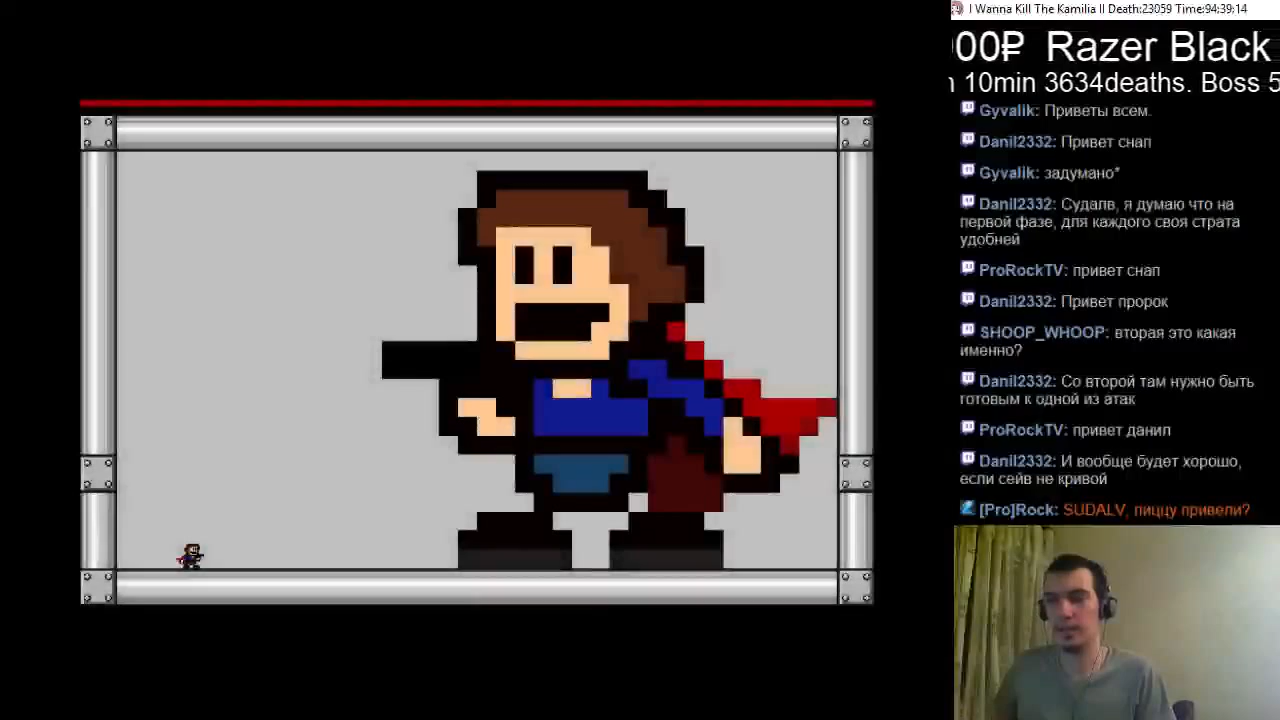 I Wanna Kill The Kamilia II Death:23059 Time:94:39:14
00₽ Razer Black
10min 3634deaths. Boss 5
Gyvalik: Приветы всем.
Danil2332: Привет снап
Gyvalik: задумано*
Danil2332: Судалв, я думаю что на
первой фазе, для каждого своя страта
удобней
ProRockTV: привет снап
Danil2332: Привет пророк
SHOOP_WHOOP: вторая это какая
именно?
Danil2332: Со второй там нужно быть
готовым к одной из атак
ProRockTV: привет данил
Danil2332: И вообще будет хорошо,
если сейв не кривой
[Pro]Rock: SUDALV, пиццу привели?